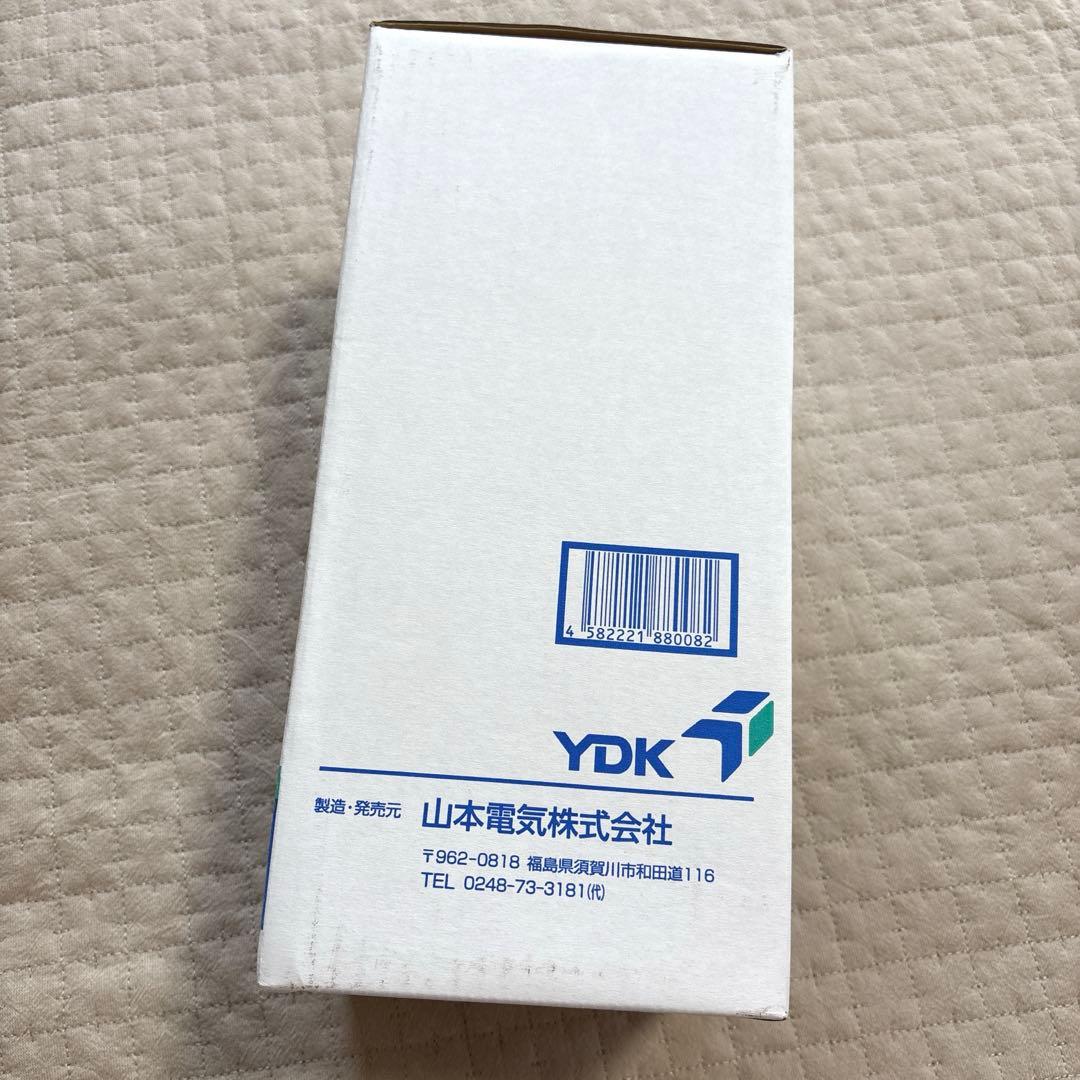 4 582221 880082
YDK
製造・発売元 山本電気株式会社
〒962-0818 福島県須賀川市和田道116
TEL 0248-73-3181(代)